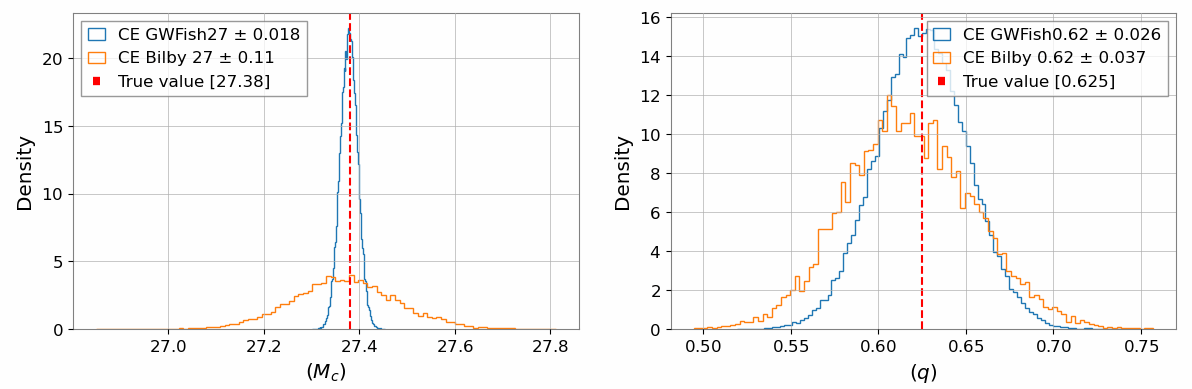 CE GWFish27 ± 0.018
CE Bilby 27 ± 0.11
True value [27.38]
20
15
10
5
0
Density
27.0 27.2 27.4 27.6 27.8
(M_c)
CE GWFish0.62 ± 0.026
CE Bilby 0.62 ± 0.037
True value [0.625]
16
14
12
10
8
6
4
2
0
Density
0.50 0.55 0.60 0.65 0.70 0.75
(q)